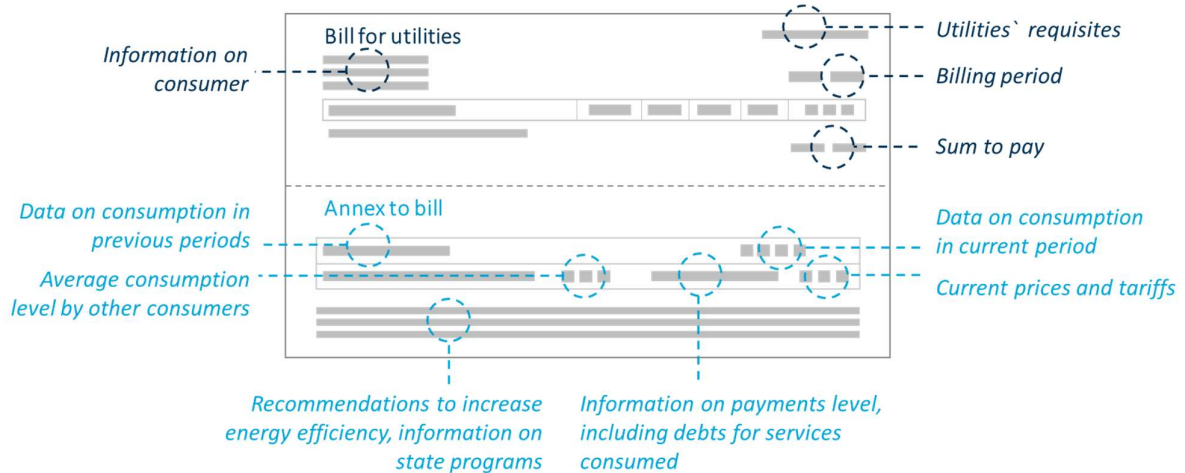 Bill for utilities
Utilities` requisites
Information on
consumer
Billing period
Sum to pay
Annex to bill
Data on consumption in
previous periods
Data on consumption
in current period
Average consumption
level by other consumers
Current prices and tariffs
Recommendations to increase
energy efficiency, information on
state programs
Information on payments level,
including debts for services
consumed